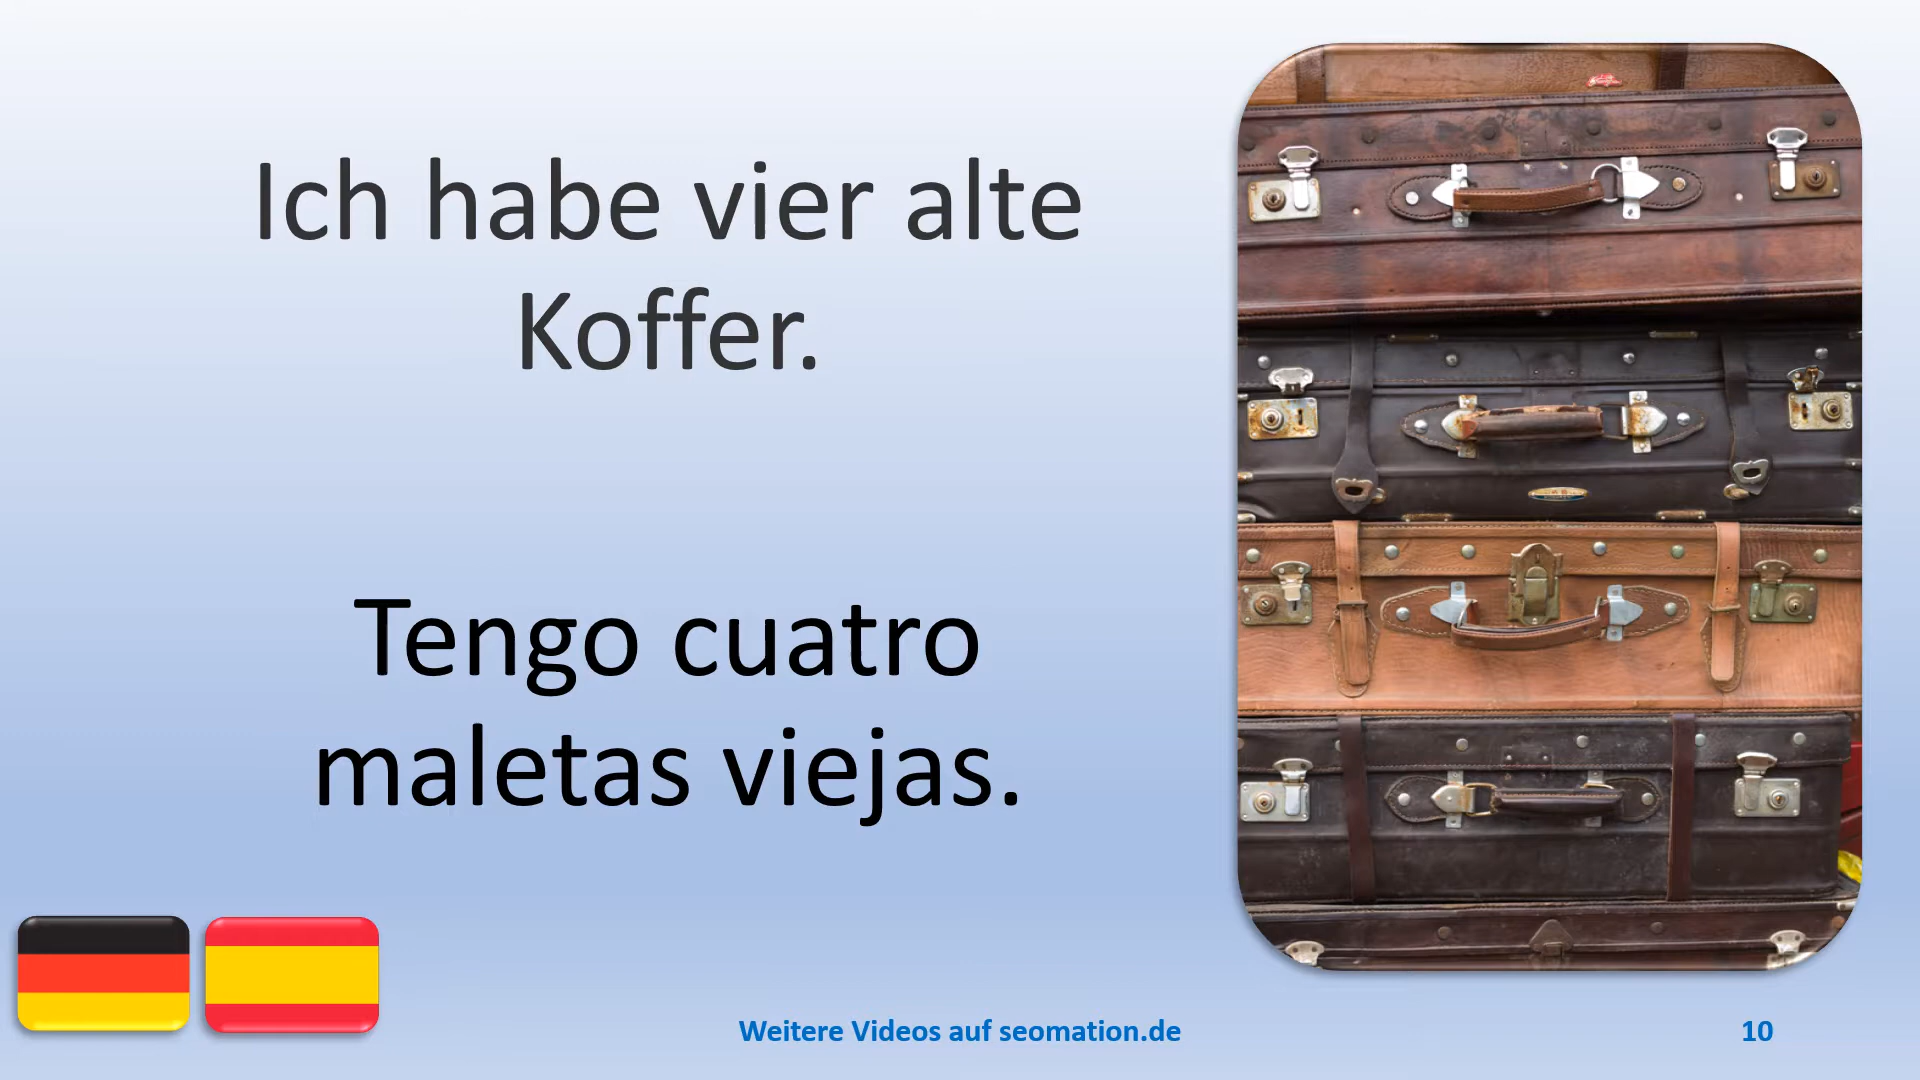 Ich habe vier alte
Koffer.
Tengo cuatro
maletas viejas.
Weitere Videos auf seomation.de
10